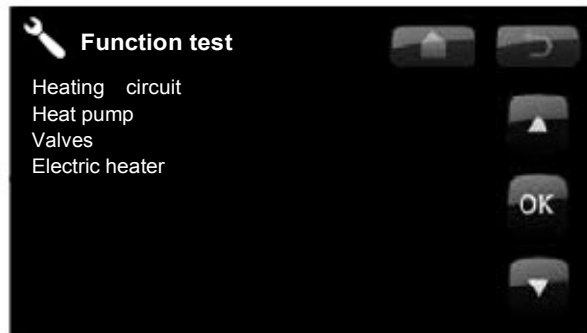 Function test
Heating circuit
Heat pump
Valves
Electric heater
OK